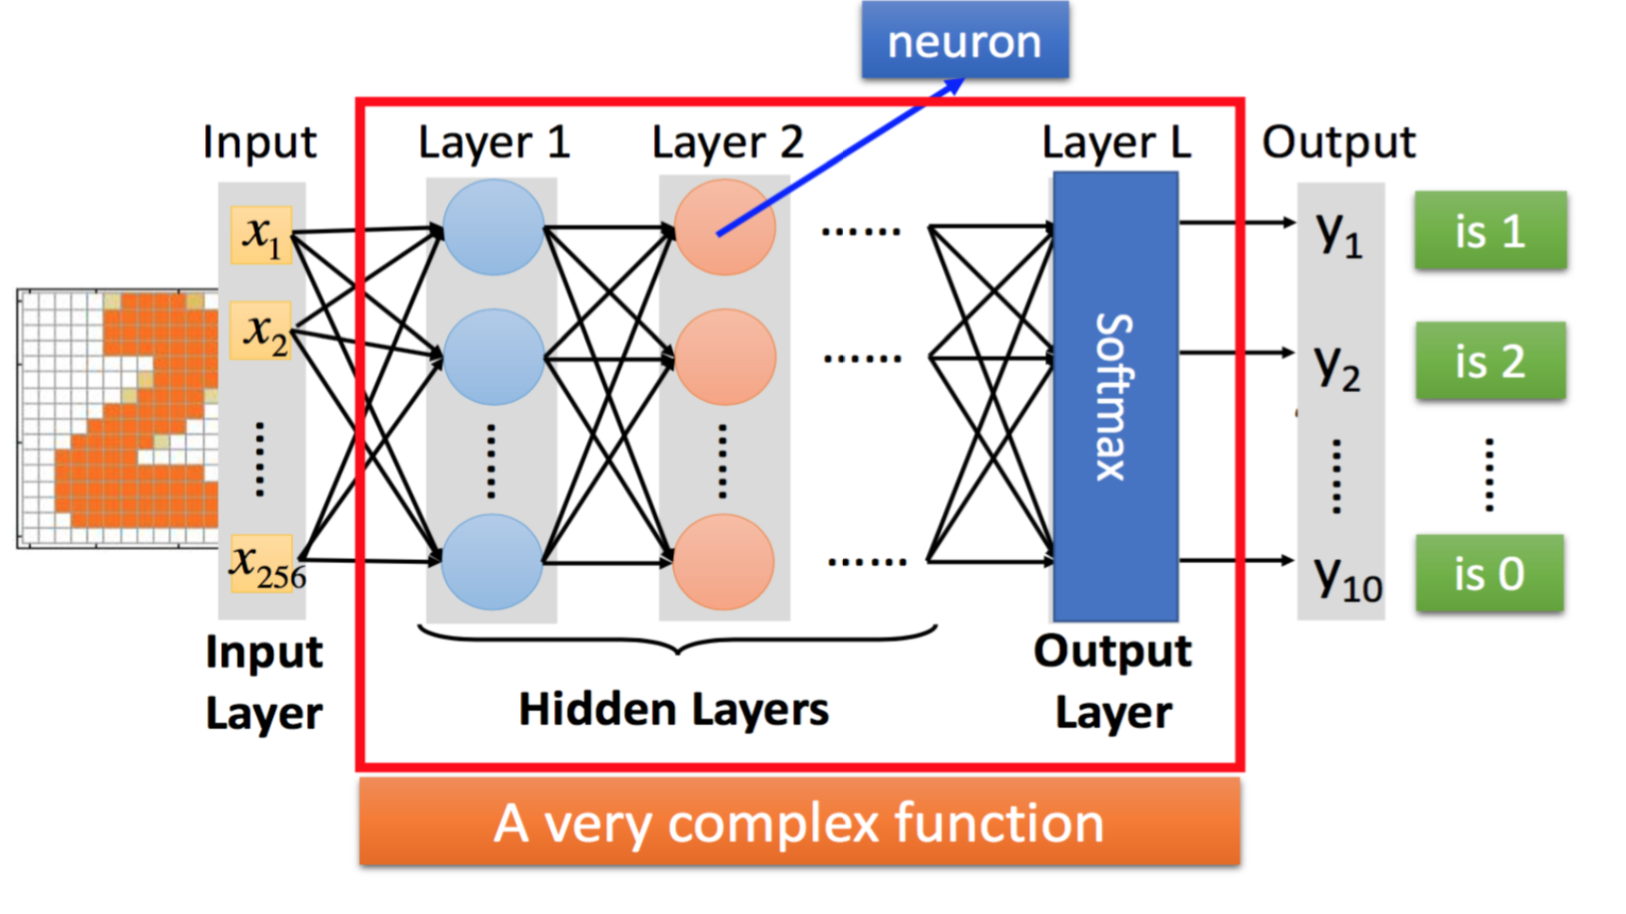 neuron
Input
Layer 1
Layer 2
Layer L
Output
x1
x2
......
x256
......
......
......
......
......
Softmax
y1
y2
......
y10
is 1
is 2
......
is 0
Input
Layer
Hidden Layers
Output
Layer
A very complex function